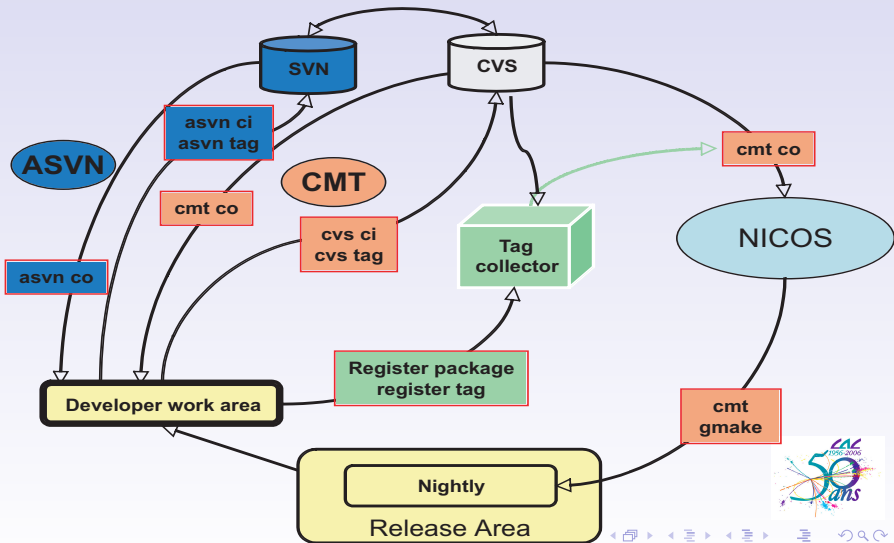 SVN
CVS
asvn ci
asvn tag
ASVN
cmt co
CMT
cmt co
cvs ci
cvs tag
Tag
collector
NICOS
asvn co
Register package
register tag
Developer work area
cmt
gmake
Nightly
Release Area
LAL
1956-2006
50
ans